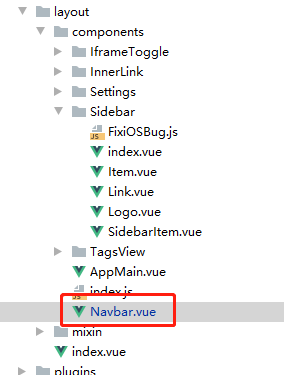 layout
components
IframeToggle
InnerLink
Settings
Sidebar
FixiOSBug.js
index.vue
Item.vue
Link.vue
Logo.vue
SidebarItem.vue
TagsView
AppMain.vue
index.js
Navbar.vue
mixin
index.vue
plugins